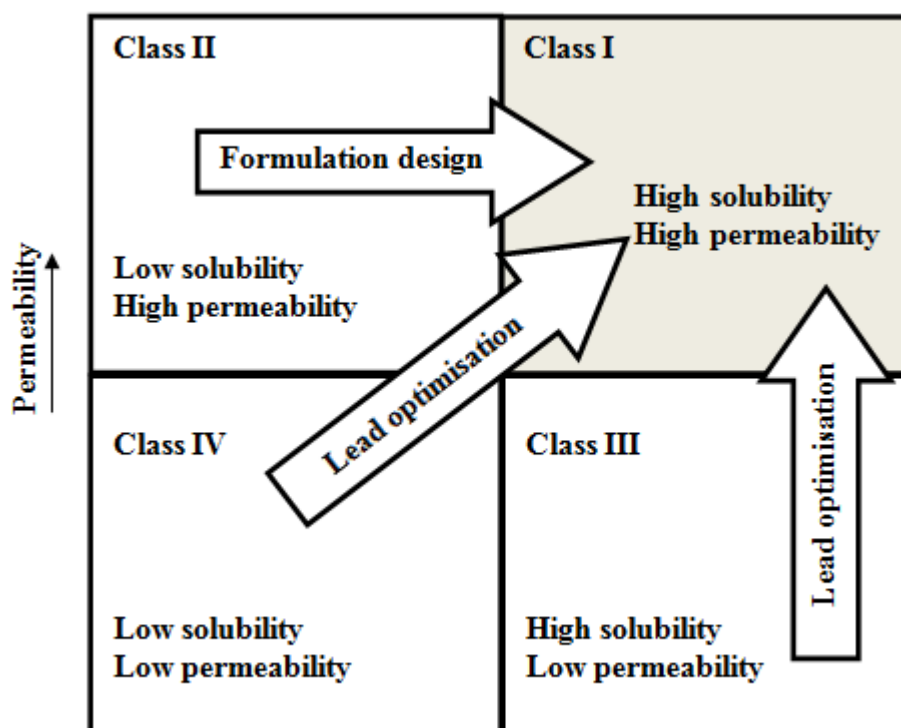 Class II
Formulation design
Low solubility
High permeability
Class I
High solubility
High permeability
Permeability
Class IV
Lead optimisation
Low solubility
Low permeability
Class III
Lead optimisation
High solubility
Low permeability